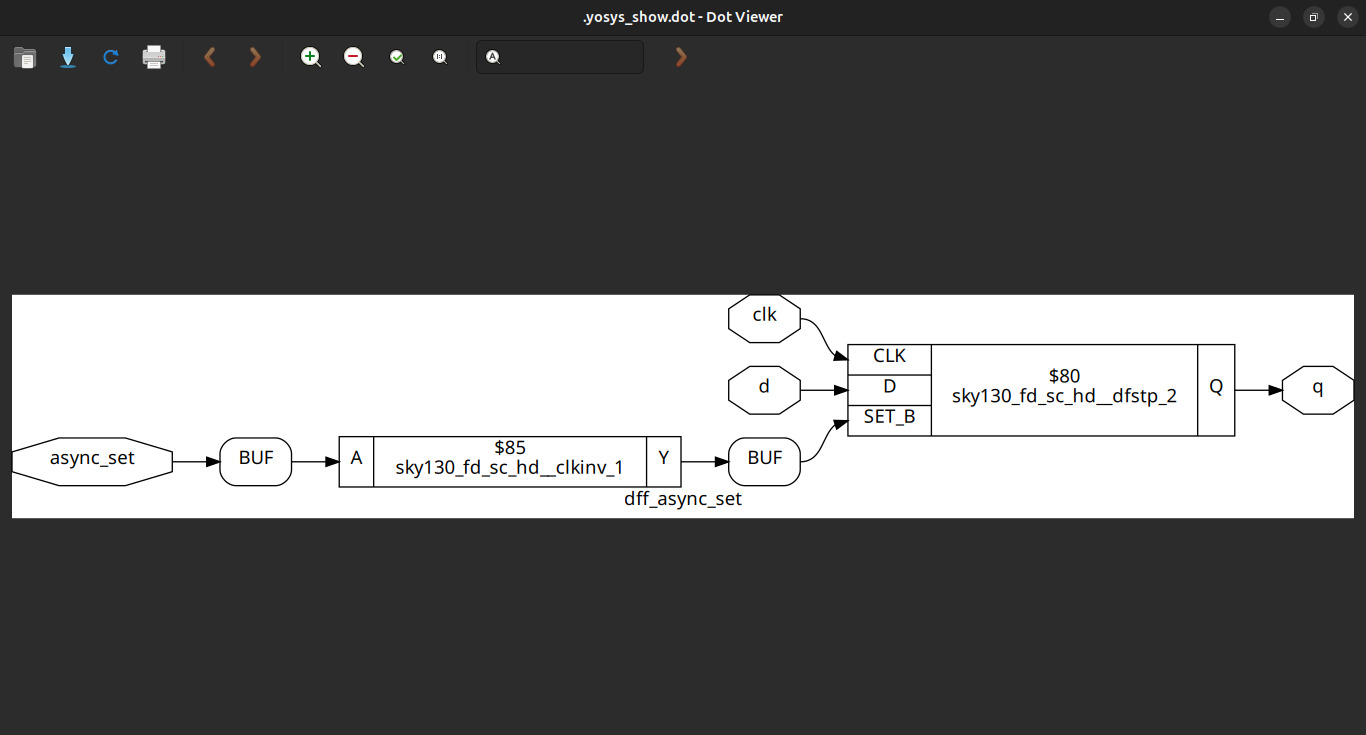 .yosys_show.dot - Dot Viewer
clk
CLK
d
D
$80
sky130_fd_sc_hd__dfstp_2
Q
q
SET_B
async_set
BUF
A
$85
sky130_fd_sc_hd__clkinv_1
Y
BUF
dff_async_set